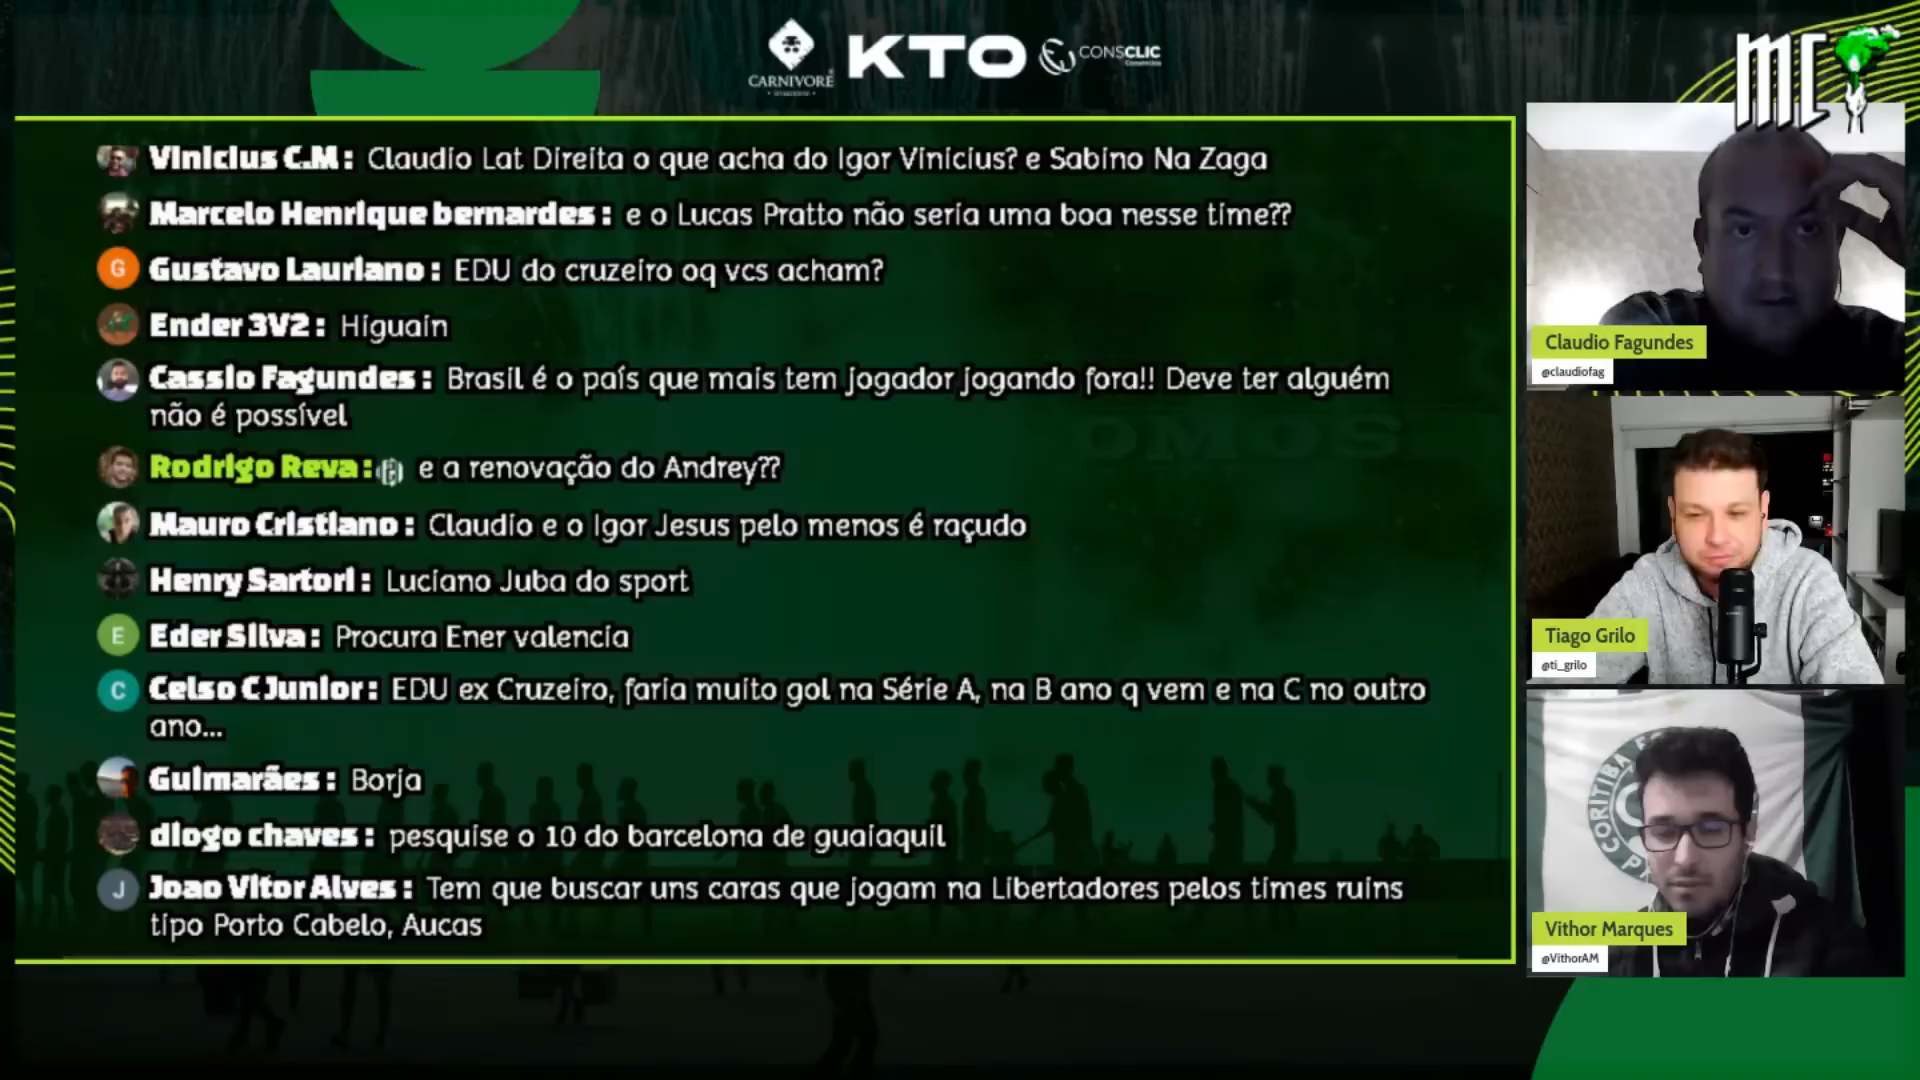 CARNIVORE
KTO
CONSCLIC
MC
Vinicius C.M : Claudio Lat Direita o que acha do Igor Vinicius? e Sabino Na Zaga
Marcelo Henrique bernardes : e o Lucas Pratto não seria uma boa nesse time??
G Gustavo Lauriano : EDU do cruzeiro oq vcs acham?
Ender 3V2 : Higuain
Cassio Fagundes : Brasil é o país que mais tem jogador jogando fora!! Deve ter alguém
não é possível
Rodrigo Reva : e a renovação do Andrey??
Mauro Cristiano : Claudio e o Igor Jesus pelo menos é raçudo
Henry Sartori : Luciano Juba do sport
E Eder Silva : Procura Ener valencia
C Celso C Junior : EDU ex Cruzeiro, faria muito gol na Série A, na B ano q vem e na C no outro
ano...
Guimarães : Borja
diogo chaves : pesquise o 10 do barcelona de guaiaquil
J Joao Vitor Alves : Tem que buscar uns caras que jogam na Libertadores pelos times ruins
tipo Porto Cabelo, Aucas
OMOS
Claudio Fagundes
@claudiofag
Tiago Grilo
@ti_grilo
CORITIBA
Vithor Marques
@VithorAM